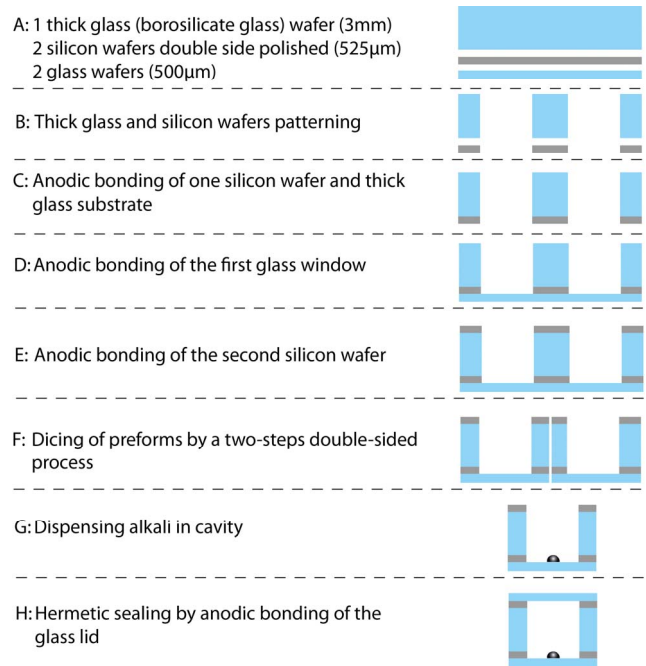 A: 1 thick glass (borosilicate glass) wafer (3mm)
2 silicon wafers double side polished (525µm)
2 glass wafers (500µm)
B: Thick glass and silicon wafers patterning
C: Anodic bonding of one silicon wafer and thick
glass substrate
D: Anodic bonding of the first glass window
E: Anodic bonding of the second silicon wafer
F: Dicing of preforms by a two-steps double-sided
process
G: Dispensing alkali in cavity
H: Hermetic sealing by anodic bonding of the
glass lid